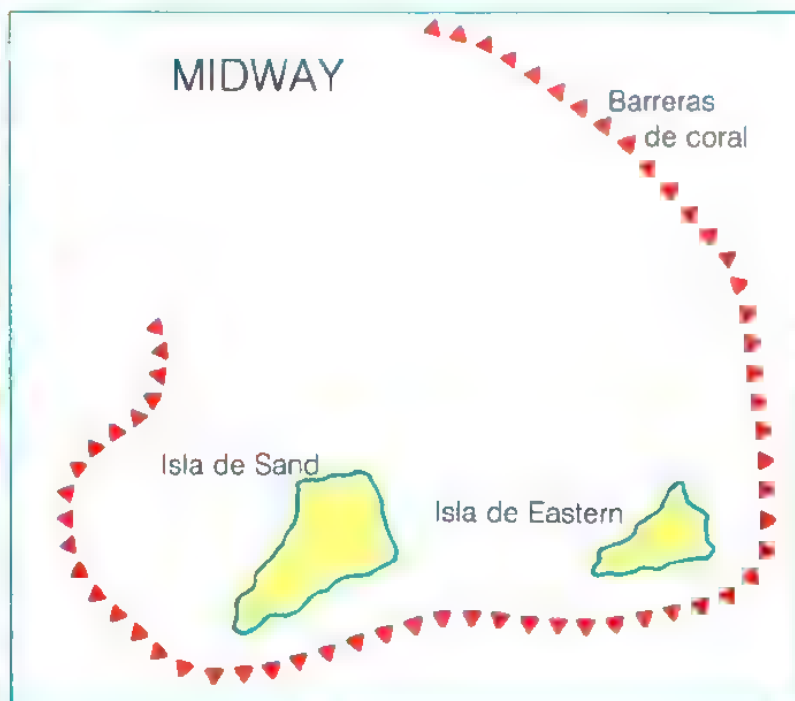 MIDWAY
Barreras
de coral
Isla de Sand
Isla de Eastern